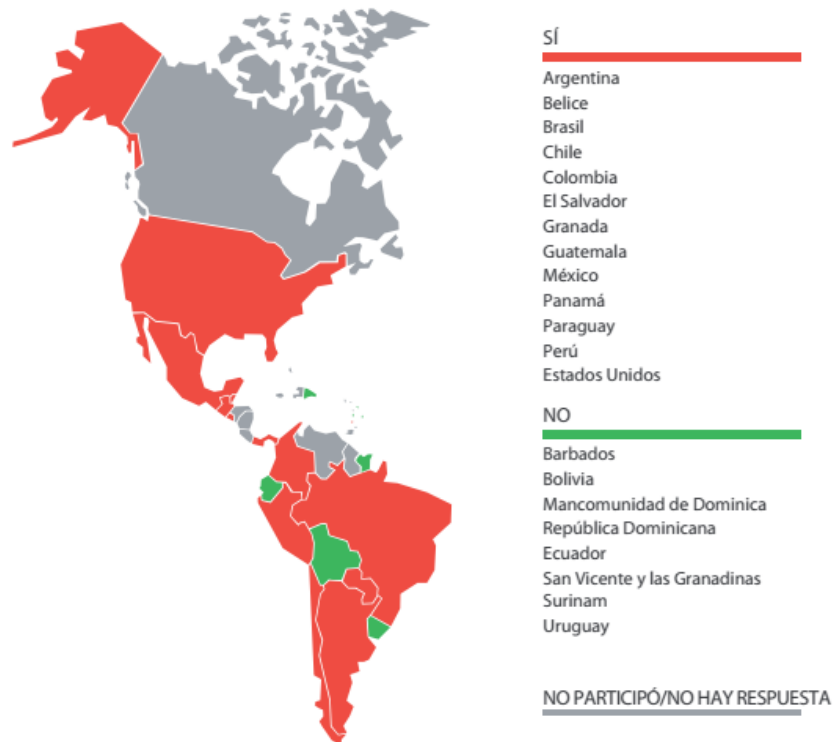 SÍ
Argentina
Belice
Brasil
Chile
Colombia
El Salvador
Granada
Guatemala
México
Panamá
Paraguay
Perú
Estados Unidos
NO
Barbados
Bolivia
Mancomunidad de Dominica
República Dominicana
Ecuador
San Vicente y las Granadinas
Surinam
Uruguay
NO PARTICIPÓ/NO HAY RESPUESTA